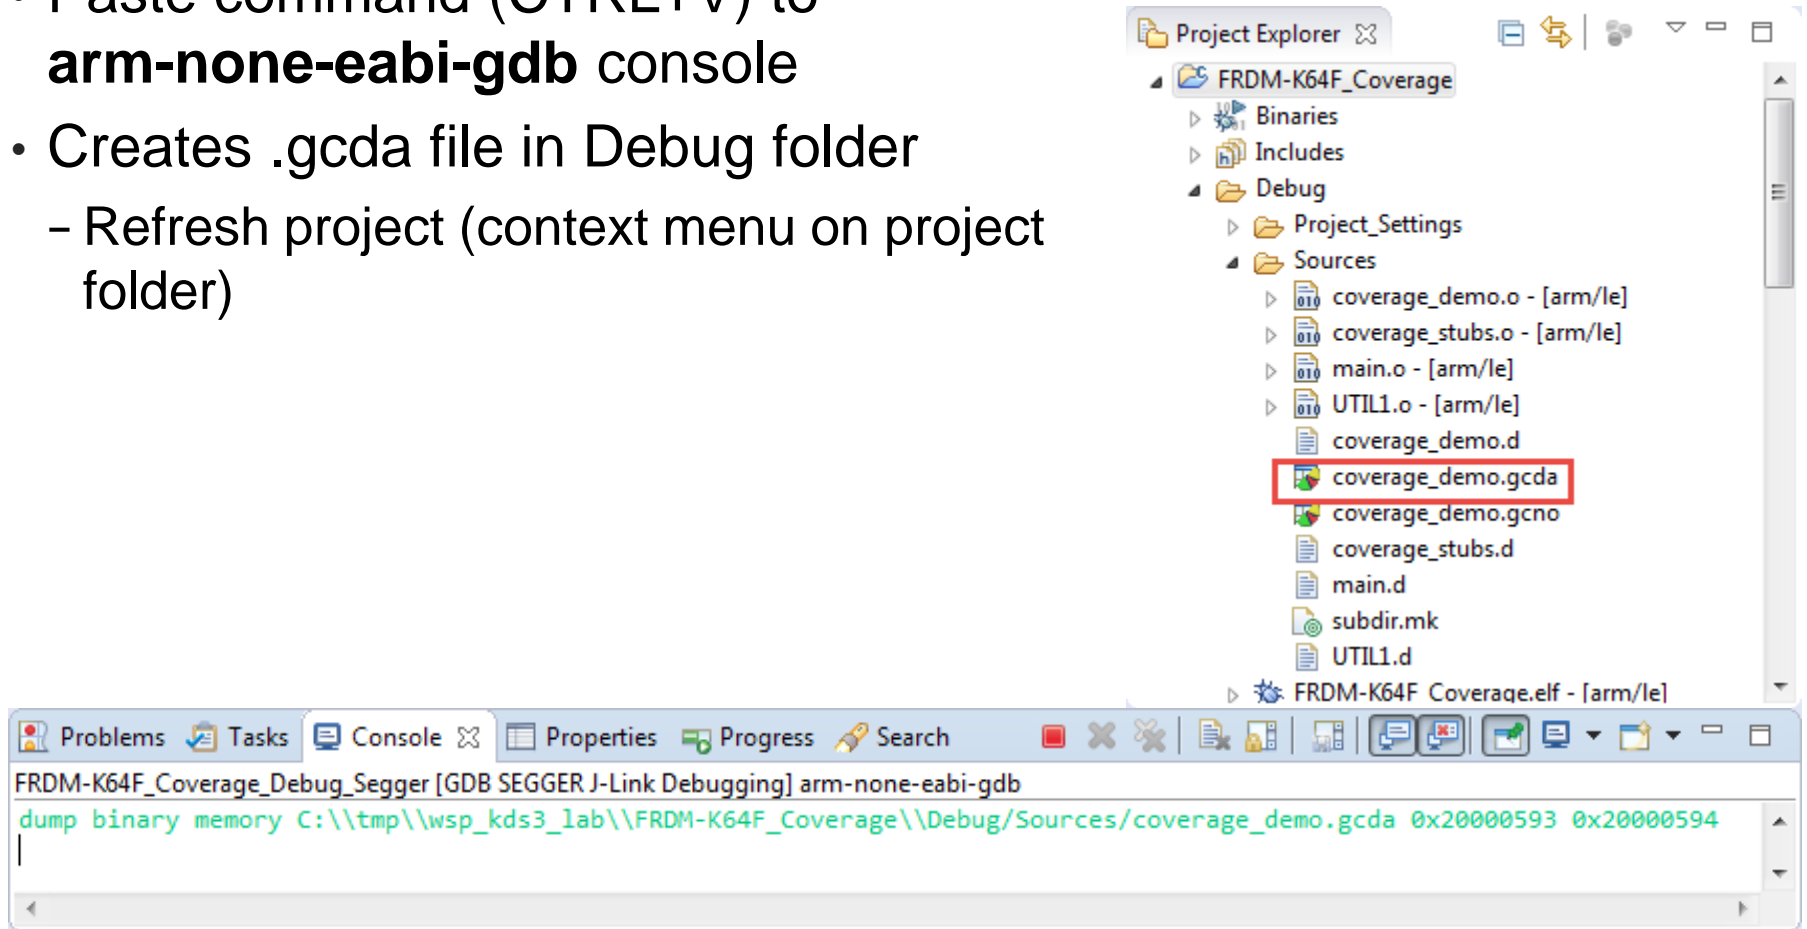 • Paste command (CTRL+V) to
arm-none-eabi-gdb console
• Creates .gcda file in Debug folder
– Refresh project (context menu on project
folder)
Project Explorer
FRDM-K64F_Coverage
Binaries
Includes
Debug
Project_Settings
Sources
coverage_demo.o - [arm/le]
coverage_stubs.o - [arm/le]
main.o - [arm/le]
UTIL1.o - [arm/le]
coverage_demo.d
coverage_demo.gcda
coverage_demo.gcno
coverage_stubs.d
main.d
subdir.mk
UTIL1.d
FRDM-K64F_Coverage.elf - [arm/le]
Problems Tasks Console Properties Progress Search
FRDM-K64F_Coverage_Debug_Segger [GDB SEGGER J-Link Debugging] arm-none-eabi-gdb
dump binary memory C:\\tmp\\wsp_kds3_lab\\FRDM-K64F_Coverage\\Debug/Sources/coverage_demo.gcda 0x20000593 0x20000594